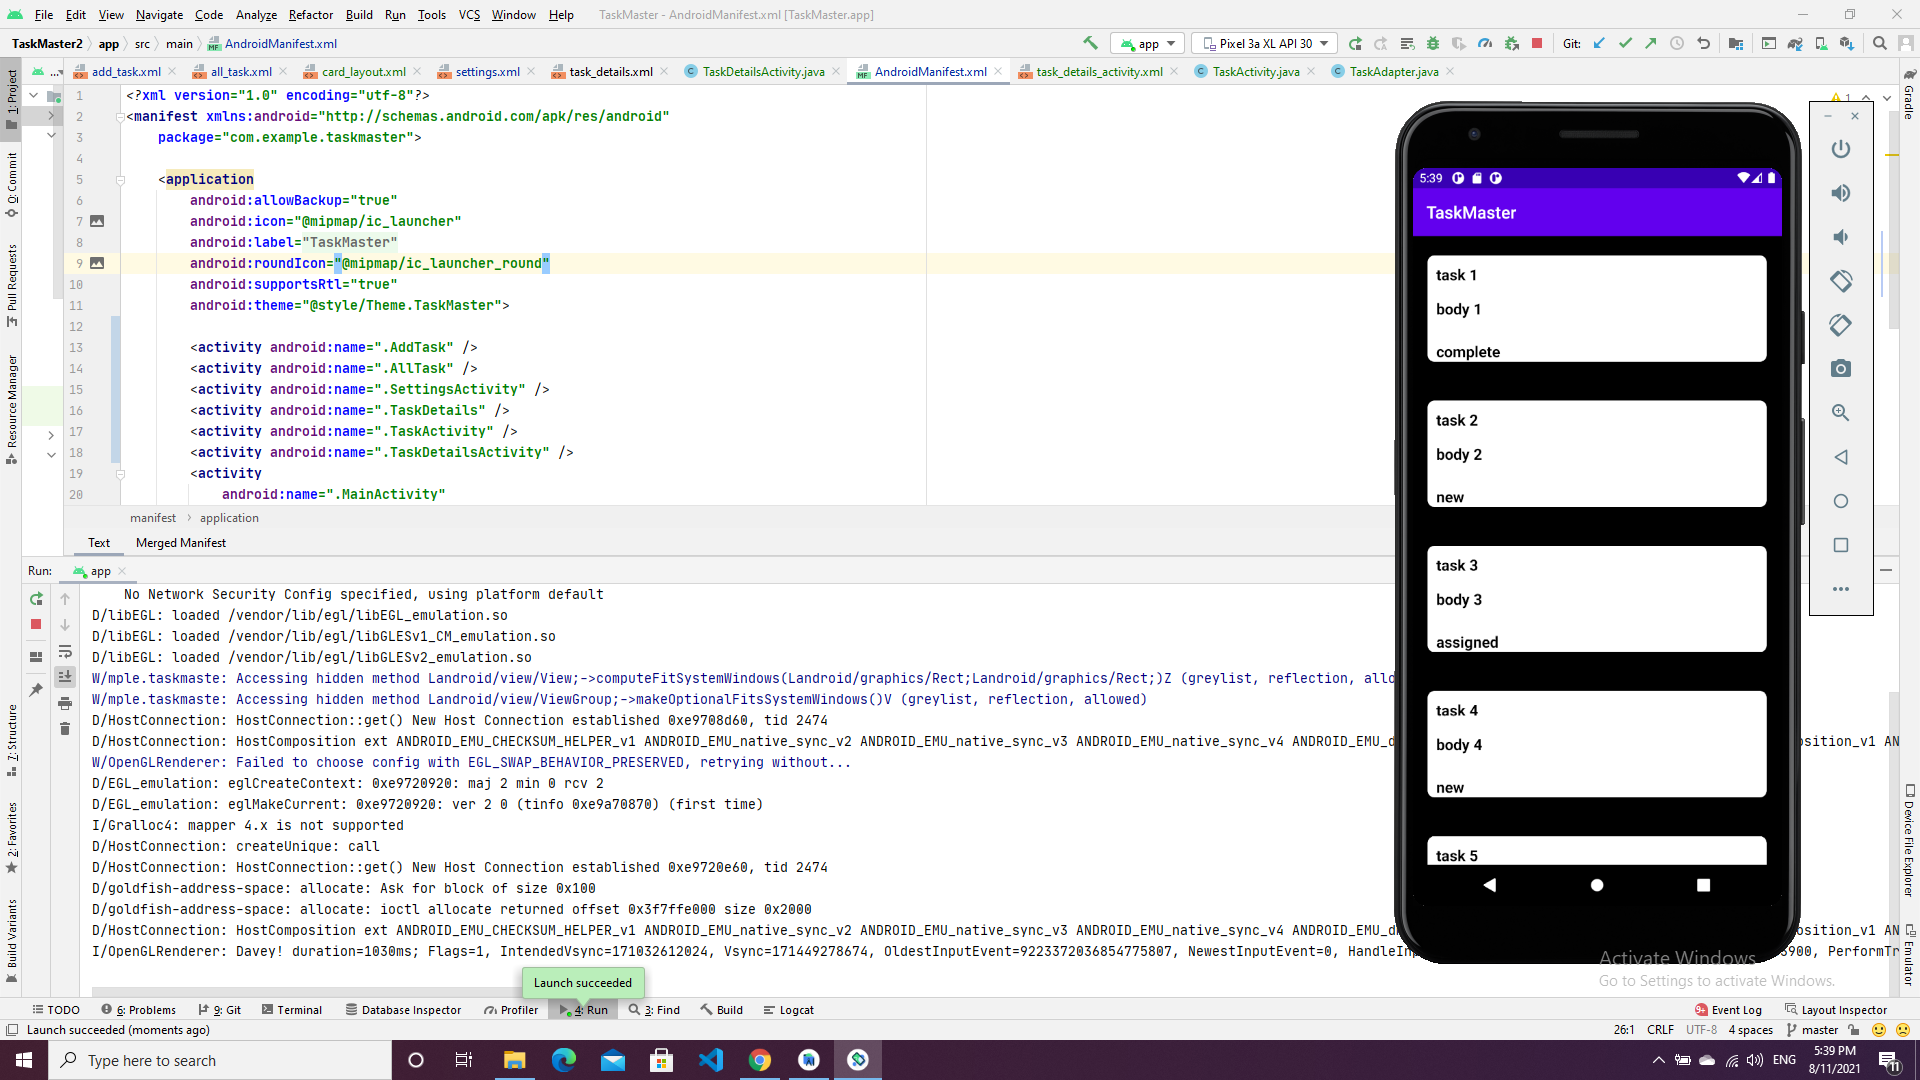 File Edit View Navigate Code Analyze Refactor Build Run Tools VCS Window Help TaskMaster - AndroidManifest.xml [TaskMaster.app]
TaskMaster2 app src main AndroidManifest.xml app Pixel 3a XL API 30 Git:
add_task.xml all_task.xml card_layout.xml settings.xml task_details.xml TaskDetailsActivity.java AndroidManifest.xml task_details_activity.xml TaskActivity.java TaskAdapter.java
1 <?xml version="1.0" encoding="utf-8"?>
2 <manifest xmlns:android="http://schemas.android.com/apk/res/android"
3 package="com.example.taskmaster">
4
5 <application
6 android:allowBackup="true"
7 android:icon="@mipmap/ic_launcher"
8 android:label="TaskMaster"
9 android:roundIcon="@mipmap/ic_launcher_round"
10 android:supportsRtl="true"
11 android:theme="@style/Theme.TaskMaster">
12
13 <activity android:name=".AddTask" />
14 <activity android:name=".AllTask" />
15 <activity android:name=".SettingsActivity" />
16 <activity android:name=".TaskDetails" />
17 <activity android:name=".TaskActivity" />
18 <activity android:name=".TaskDetailsActivity" />
19 <activity
20 android:name=".MainActivity"
manifest application
Text Merged Manifest
1
1: Project
0: Commit
Pull Requests
Resource Manager
7: Structure
2: Favorites
Build Variants
Gradle
Device File Explorer
Emulator
5:39
TaskMaster
task 1
body 1
complete
task 2
body 2
new
task 3
body 3
assigned
task 4
body 4
new
task 5
Run: app
No Network Security Config specified, using platform default
D/libEGL: loaded /vendor/lib/egl/libEGL_emulation.so
D/libEGL: loaded /vendor/lib/egl/libGLESv1_CM_emulation.so
D/libEGL: loaded /vendor/lib/egl/libGLESv2_emulation.so
W/mple.taskmaste: Accessing hidden method Landroid/view/View;->computeFitSystemWindows(Landroid/graphics/Rect;Landroid/graphics/Rect;)Z (greylist, reflection, allo
W/mple.taskmaste: Accessing hidden method Landroid/view/ViewGroup;->makeOptionalFitsSystemWindows()V (greylist, reflection, allowed)
D/HostConnection: HostConnection::get() New Host Connection established 0xe9708d60, tid 2474
D/HostConnection: HostComposition ext ANDROID_EMU_CHECKSUM_HELPER_v1 ANDROID_EMU_native_sync_v2 ANDROID_EMU_native_sync_v3 ANDROID_EMU_native_sync_v4 ANDROID_EMU_d position_v1 AN
W/OpenGLRenderer: Failed to choose config with EGL_SWAP_BEHAVIOR_PRESERVED, retrying without...
D/EGL_emulation: eglCreateContext: 0xe9720920: maj 2 min 0 rcv 2
D/EGL_emulation: eglMakeCurrent: 0xe9720920: ver 2 0 (tinfo 0xe9a70870) (first time)
I/Gralloc4: mapper 4.x is not supported
D/HostConnection: createUnique: call
D/HostConnection: HostConnection::get() New Host Connection established 0xe9720e60, tid 2474
D/goldfish-address-space: allocate: Ask for block of size 0x100
D/goldfish-address-space: allocate: ioctl allocate returned offset 0x3f7ffe000 size 0x2000
D/HostConnection: HostComposition ext ANDROID_EMU_CHECKSUM_HELPER_v1 ANDROID_EMU_native_sync_v2 ANDROID_EMU_native_sync_v3 ANDROID_EMU_native_sync_v4 ANDROID_EMU_d position_v1 AN
I/OpenGLRenderer: Davey! duration=1030ms; Flags=1, IntendedVsync=171032612024, Vsync=171449278674, OldestInputEvent=9223372036854775807, NewestInputEvent=0, HandleInp 3900, PerformTr
Activate Windows
Go to Settings to activate Windows.
Launch succeeded
TODO 6: Problems 9: Git Terminal Database Inspector Profiler 4: Run 3: Find Build Logcat Event Log Layout Inspector
Launch succeeded (moments ago) 26:1 CRLF UTF-8 4 spaces master
Type here to search ENG 5:39 PM
8/11/2021 11